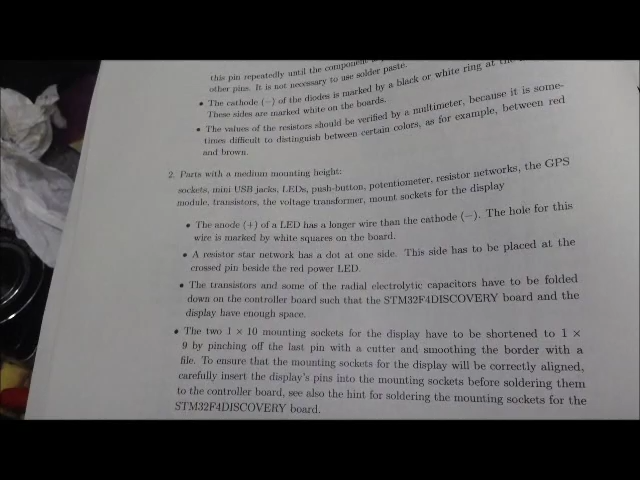 this pin repeatedly until the component
other pins. It is not necessary to use solder paste.
• The cathode (−) of the diodes is marked by a black or white ring at the
These sides are marked white on the boards.
• The values of the resistors should be verified by a multimeter, because it is some-
times difficult to distinguish between certain colors, as for example, between red
and brown.
2. Parts with a medium mounting height:
sockets, mini USB jacks, LEDs, push-button, potentiometer, resistor networks, the GPS
module, transistors, the voltage transformer, mount sockets for the display
• The anode (+) of a LED has a longer wire than the cathode (−). The hole for this
wire is marked by white squares on the board.
• A resistor star network has a dot at one side. This side has to be placed at the
crossed pin beside the red power LED.
• The transistors and some of the radial electrolytic capacitors have to be folded
down on the controller board such that the STM32F4DISCOVERY board and the
display have enough space.
• The two 1 × 10 mounting sockets for the display have to be shortened to 1 ×
9 by pinching off the last pin with a cutter and smoothing the border with a
file. To ensure that the mounting sockets for the display will be correctly aligned,
carefully insert the display's pins into the mounting sockets before soldering them
to the controller board, see also the hint for soldering the mounting sockets for the
STM32F4DISCOVERY board.